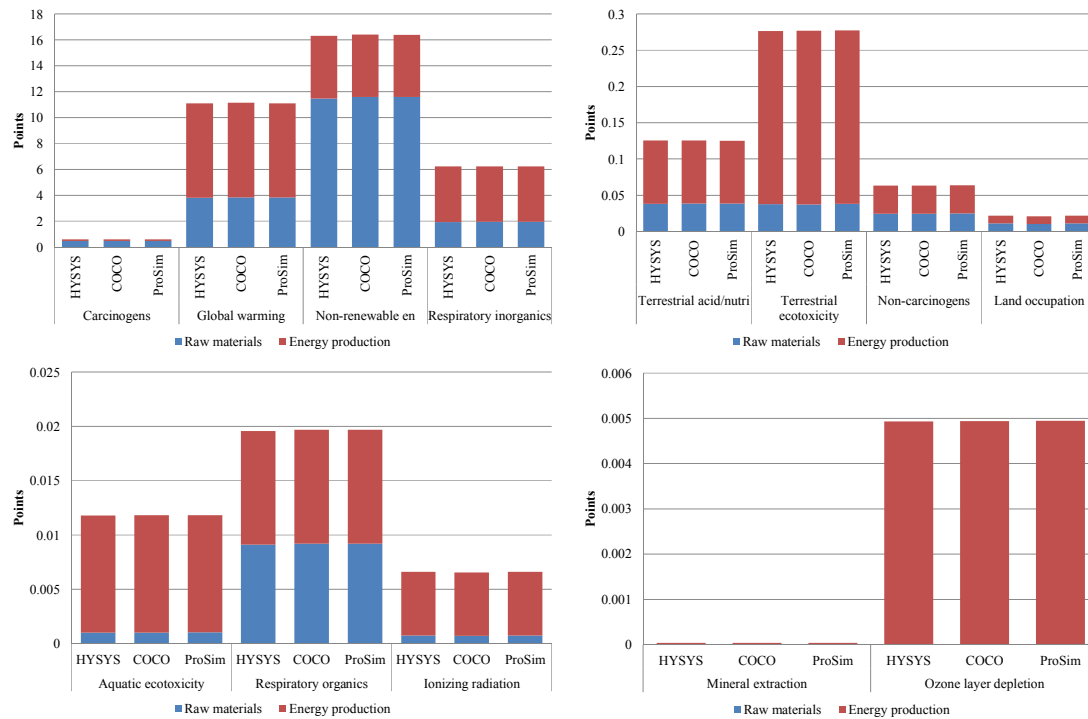 18
16
14
12
10
8
6
4
2
0
Points
HYSYS COCO ProSim HYSYS COCO ProSim HYSYS COCO ProSim HYSYS COCO ProSim
Carcinogens Global warming Non-renewable en Respiratory inorganics
Raw materials Energy production
0.3
0.25
0.2
0.15
0.1
0.05
0
Points
HYSYS COCO ProSim HYSYS COCO ProSim HYSYS COCO ProSim HYSYS COCO ProSim
Terrestrial acid/nutri Terrestrial ecotoxicity Non-carcinogens Land occupation
Raw materials Energy production
0.025
0.02
0.015
0.01
0.005
0
Points
HYSYS COCO ProSim HYSYS COCO ProSim HYSYS COCO ProSim
Aquatic ecotoxicity Respiratory organics Ionizing radiation
Raw materials Energy production
0.006
0.005
0.004
0.003
0.002
0.001
0
Points
HYSYS COCO ProSim HYSYS COCO ProSim
Mineral extraction Ozone layer depletion
Raw materials Energy production